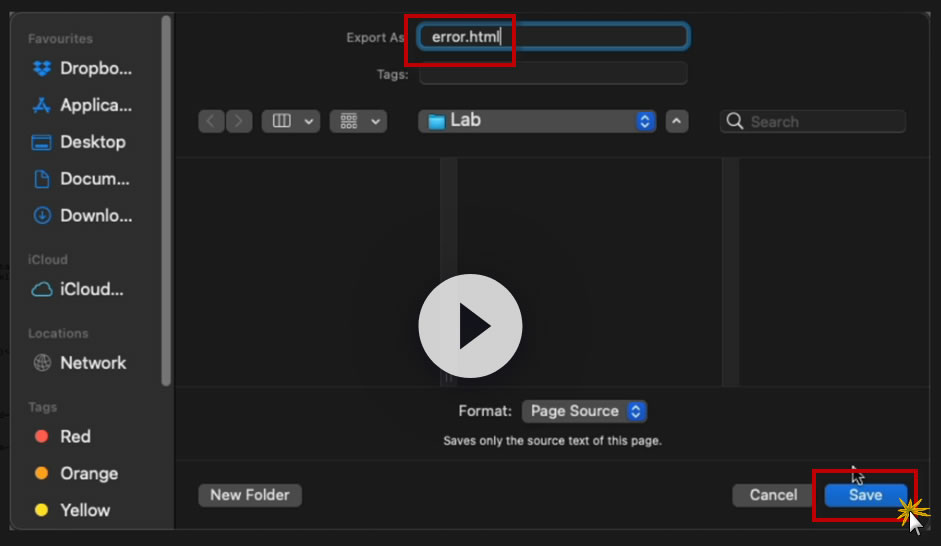 Favourites
Dropbo...
Applica...
Desktop
Docum...
Downlo...
iCloud
iCloud...
Locations
Network
Tags
Red
Orange
Yellow
Export As
error.html
Tags:
Lab
Search
Format:
Page Source
Saves only the source text of this page.
New Folder
Cancel
Save